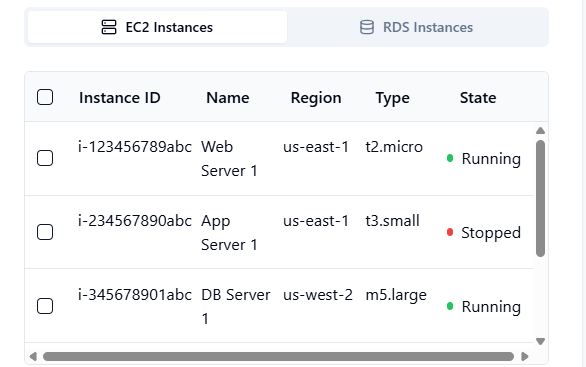 EC2 Instances RDS Instances
Instance ID Name Region Type State
i-123456789abc Web us-east-1 t2.micro Running
Server 1
i-234567890abc App us-east-1 t3.small Stopped
Server 1
i-345678901abc DB Server us-west-2 m5.large Running
1